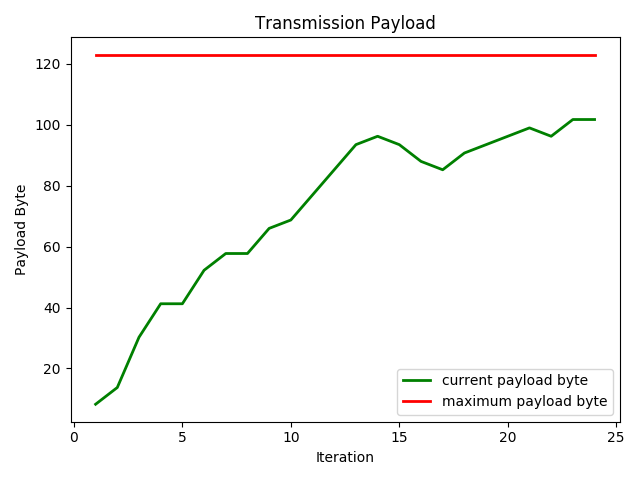 Transmission Payload
120
100
80
60
40
20
Payload Byte
0
5
10
15
20
25
Iteration
current payload byte
maximum payload byte